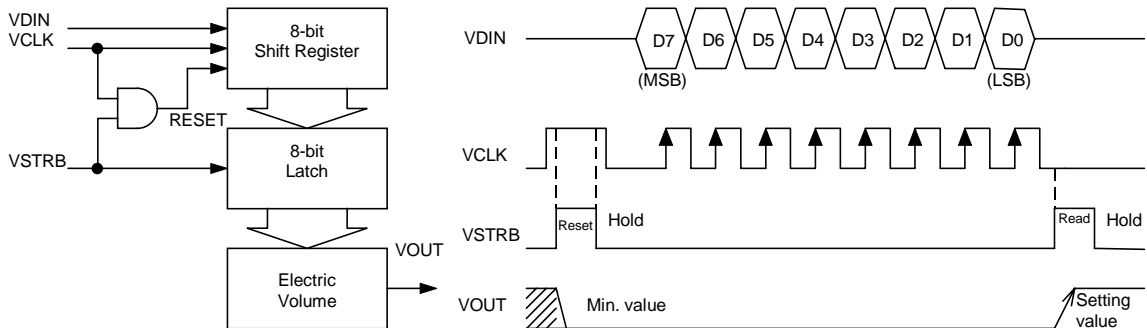 VDIN
VCLK
8-bit
Shift Register
RESET
VSTRB
8-bit
Latch
VOUT
Electric
Volume
VDIN
D7 D6 D5 D4 D3 D2 D1 D0
(MSB) (LSB)
VCLK
VSTRB
Reset Hold Read Hold
VOUT
Min. value
Setting
value